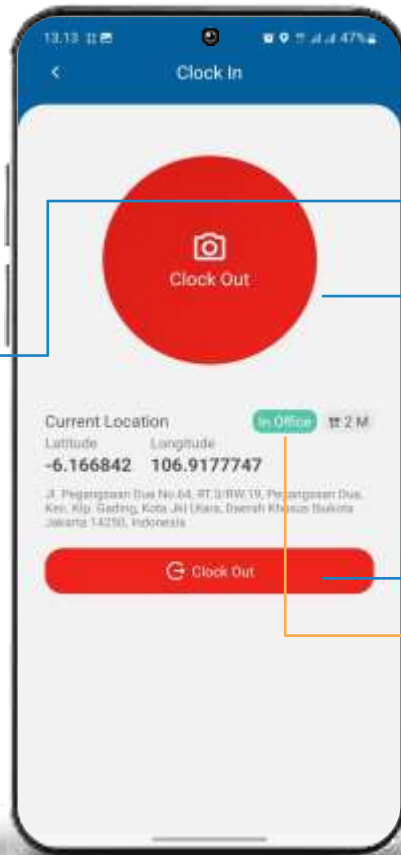 13.13
47%
Clock In
Clock Out
Current Location In Office 2 M
Latitude Longitude
-6.166842 106.9177747
Jl. Pegangsaan Dua No.64, RT.3/RW.19, Pegangsaan Dua,
Kec. Klp. Gading, Kota Jkt Utara, Daerah Khusus Ibukota
Jakarta 14250, Indonesia
Clock Out